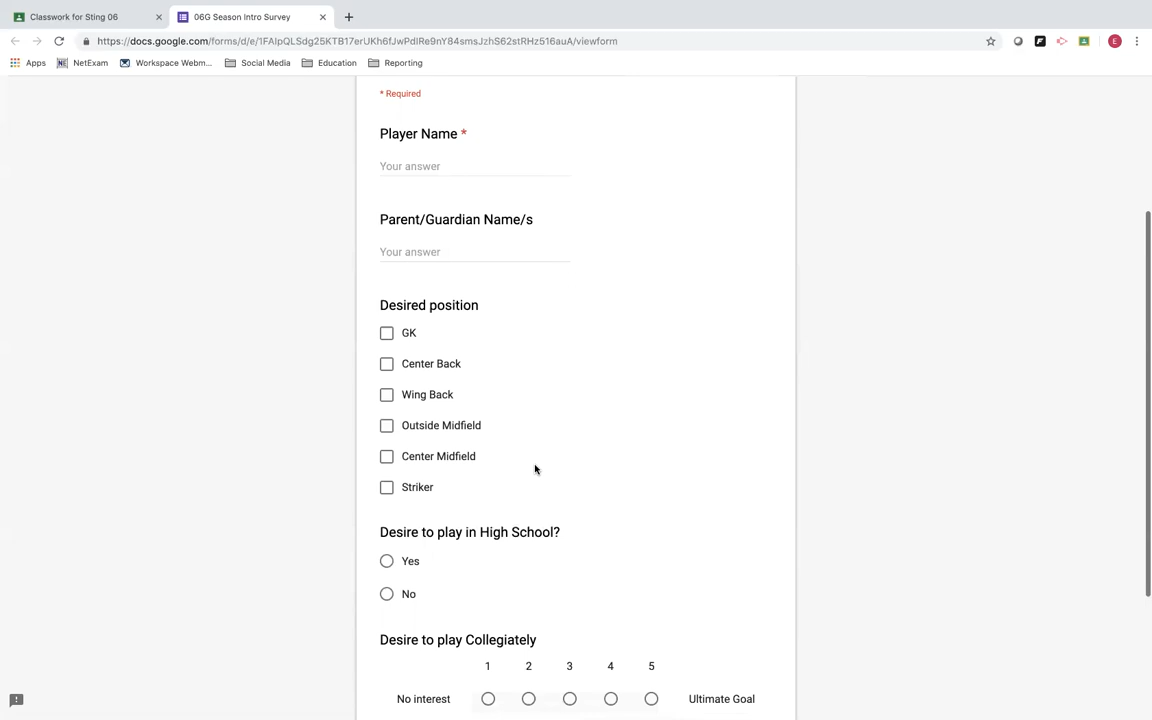 Classwork for Sting 06
06G Season Intro Survey
https://docs.google.com/forms/d/e/1FAIpQLSdg25KTB17erUKh6fJwPdIRe9nY84smsJzhS62stRHz516auA/viewform
E
Apps
NetExam
Workspace Webm...
Social Media
Education
Reporting
* Required
Player Name *
Your answer
Parent/Guardian Name/s
Your answer
Desired position
GK
Center Back
Wing Back
Outside Midfield
Center Midfield
Striker
Desire to play in High School?
Yes
No
Desire to play Collegiately
1 2 3 4 5
No interest Ultimate Goal